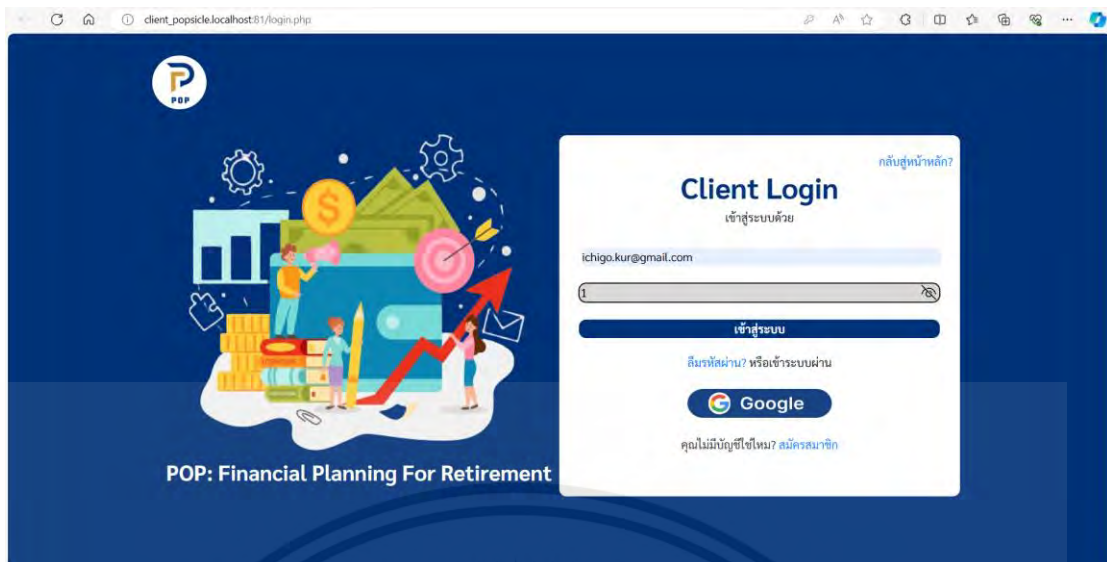 client_popsicle.localhost:81/login.php
POP
กลับสู่หน้าหลัก?
Client Login
เข้าสู่ระบบด้วย
ichigo.kur@gmail.com
1
เข้าสู่ระบบ
ลืมรหัสผ่าน? หรือเข้าระบบผ่าน
Google
คุณไม่มีบัญชีใช่ไหม? สมัครสมาชิก
POP: Financial Planning For Retirement